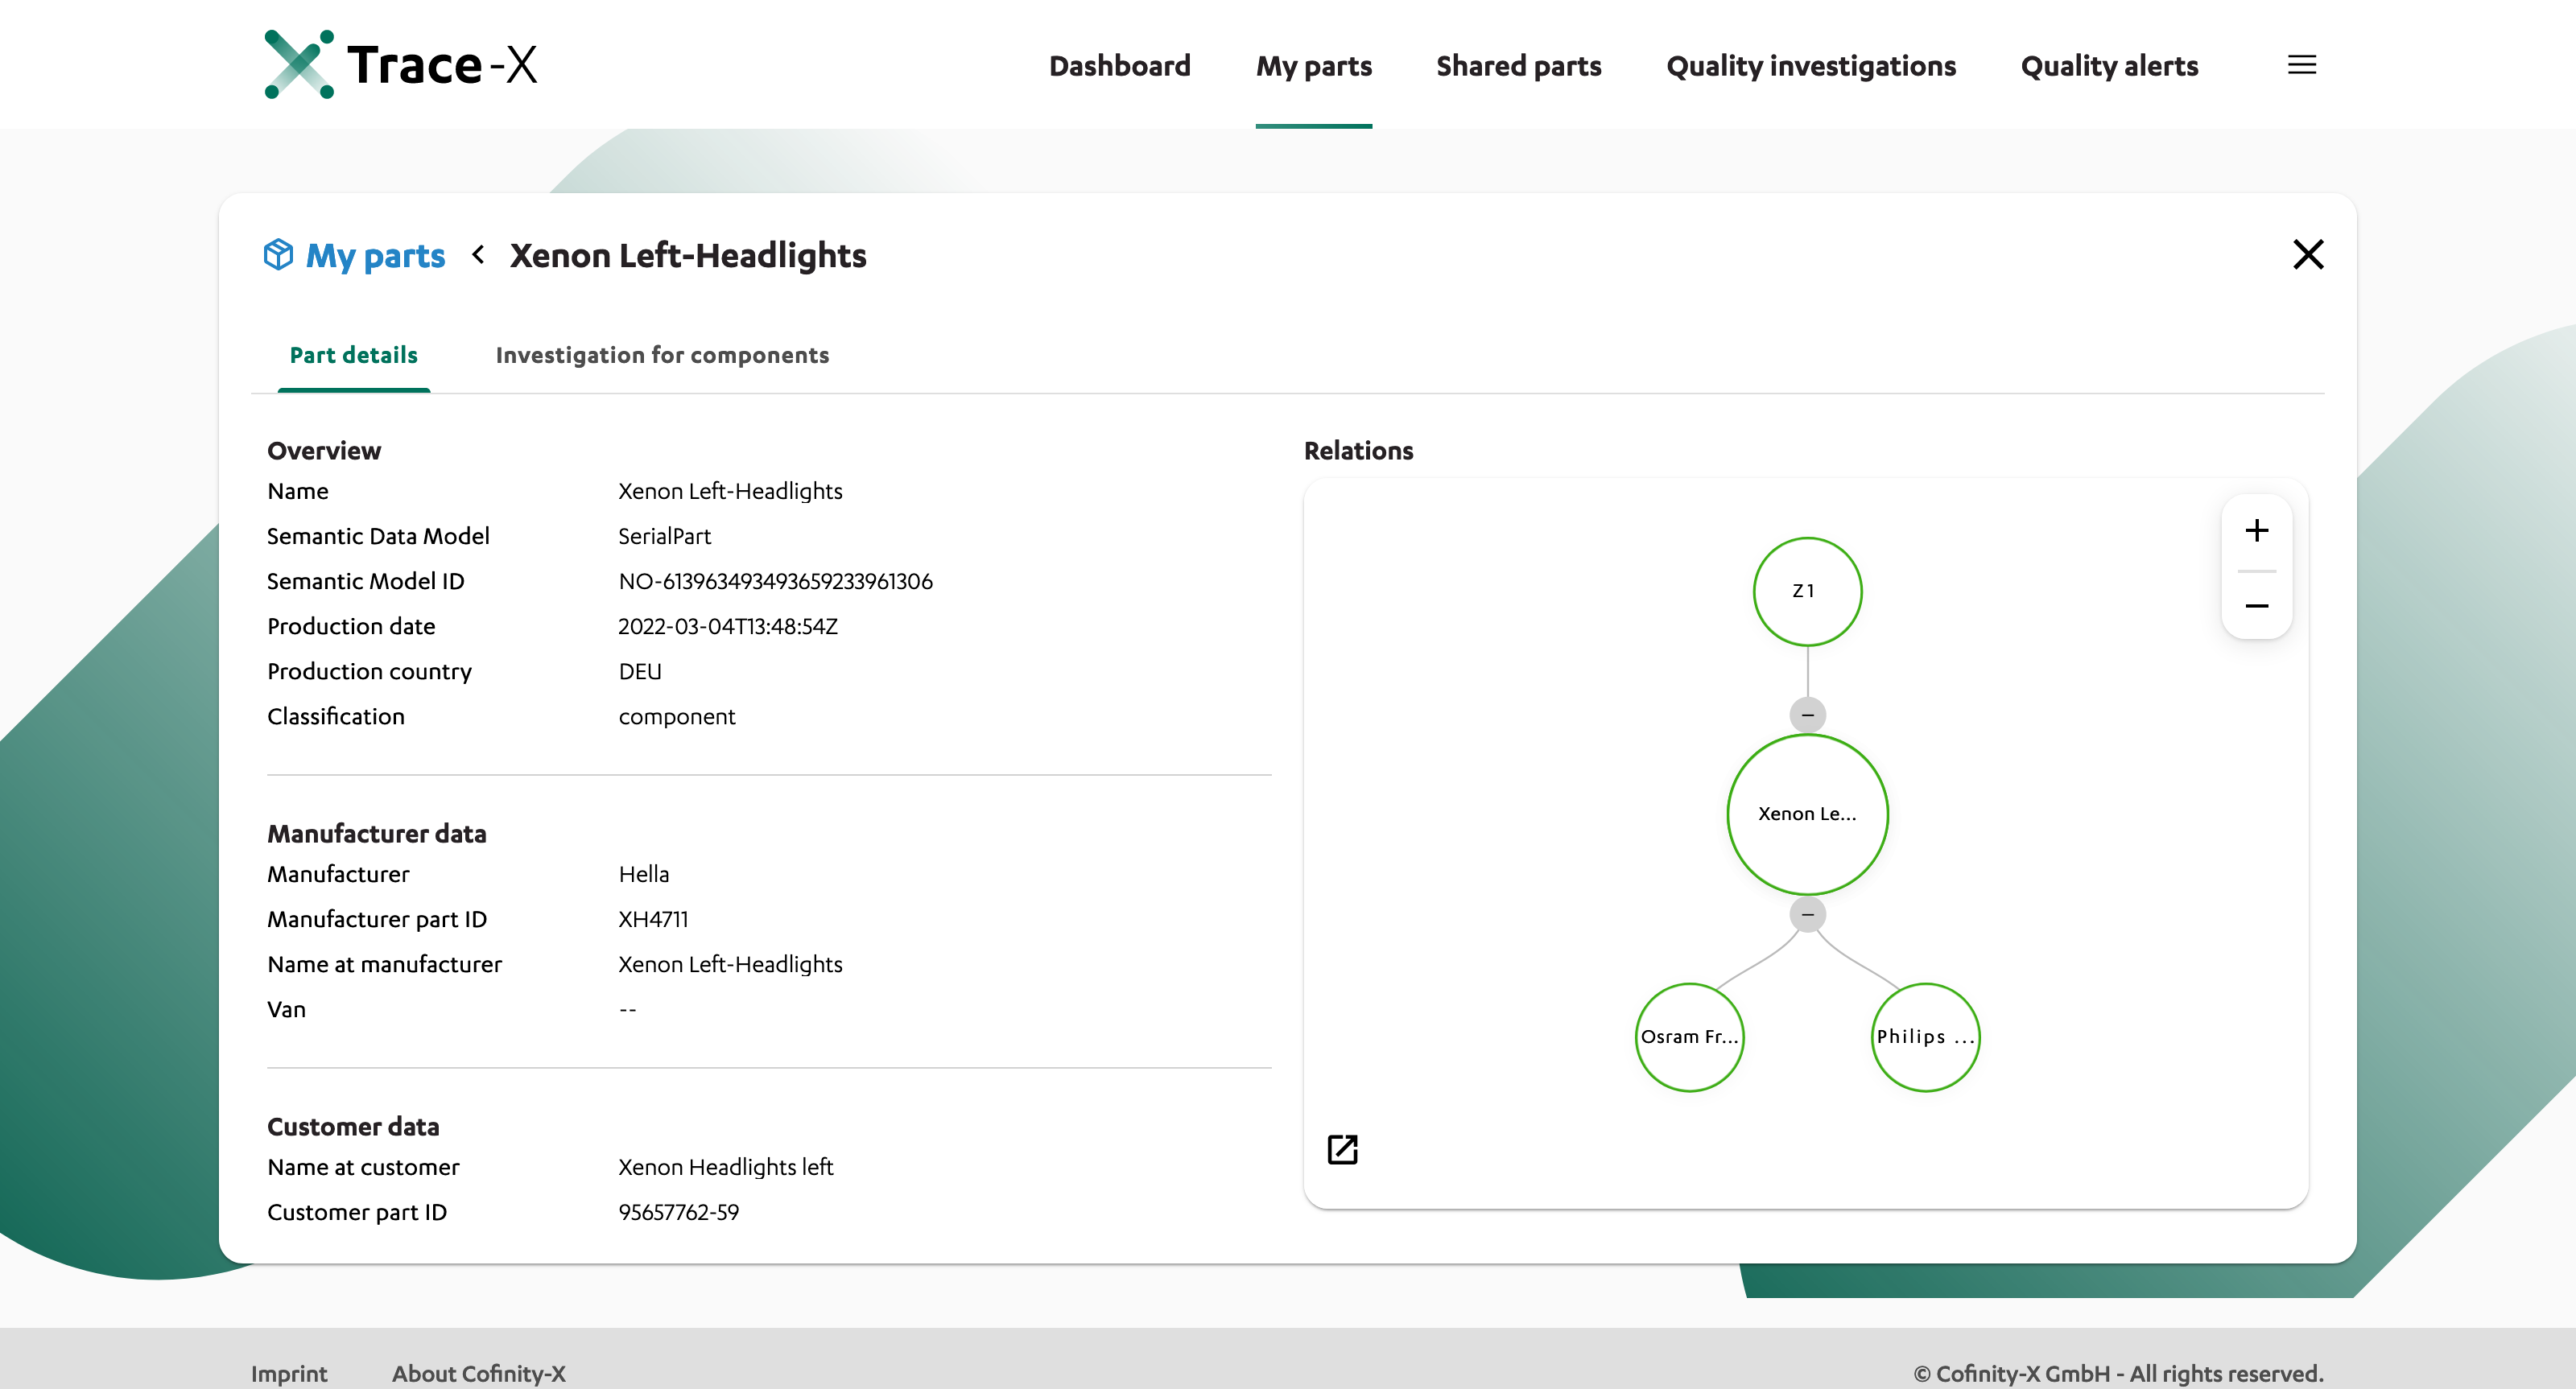 Trace-X
Dashboard
My parts
Shared parts
Quality investigations
Quality alerts
My parts
Xenon Left-Headlights
Part details
Investigation for components
Overview
Name Xenon Left-Headlights
Semantic Data Model SerialPart
Semantic Model ID NO-613963493493659233961306
Production date 2022-03-04T13:48:54Z
Production country DEU
Classification component
Manufacturer data
Manufacturer Hella
Manufacturer part ID XH4711
Name at manufacturer Xenon Left-Headlights
Van --
Customer data
Name at customer Xenon Headlights left
Customer part ID 95657762-59
Relations
Z1
Xenon Le...
Osram Fr...
Philips ...
Imprint
About Cofinity-X
© Cofinity-X GmbH - All rights reserved.